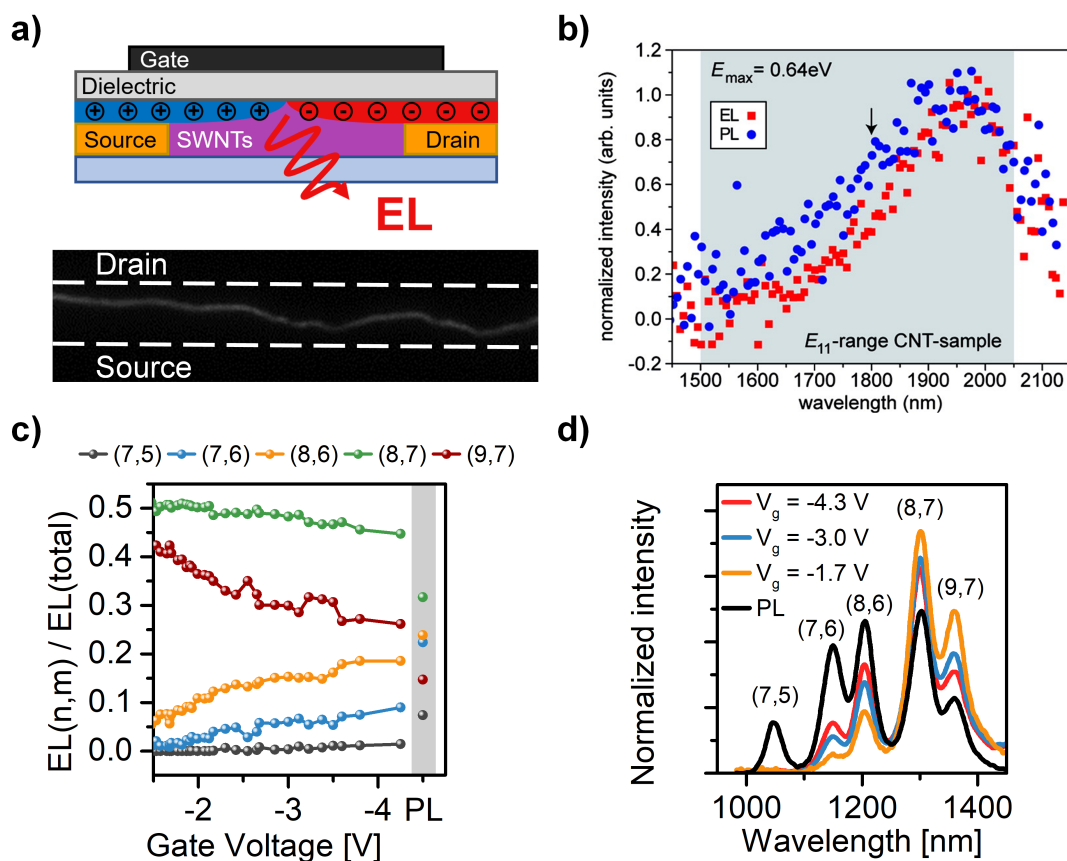 a)
Gate
Dielectric
+ + + + + + - - - - - -
Source SWNTs Drain
EL
Drain
Source
b)
normalized intensity (arb. units)
1.2
1.0
0.8
0.6
0.4
0.2
0.0
-0.2
Emax= 0.64eV
EL
PL
E11-range CNT-sample
1500 1600 1700 1800 1900 2000 2100
wavelength (nm)
c)
(7,5) (7,6) (8,6) (8,7) (9,7)
EL(n,m) / EL(total)
0.5
0.4
0.3
0.2
0.1
0.0
-2 -3 -4 PL
Gate Voltage [V]
d)
Normalized intensity
Vg = -4.3 V
Vg = -3.0 V
Vg = -1.7 V
PL
(7,5)
(7,6)
(8,6)
(8,7)
(9,7)
1000 1200 1400
Wavelength [nm]